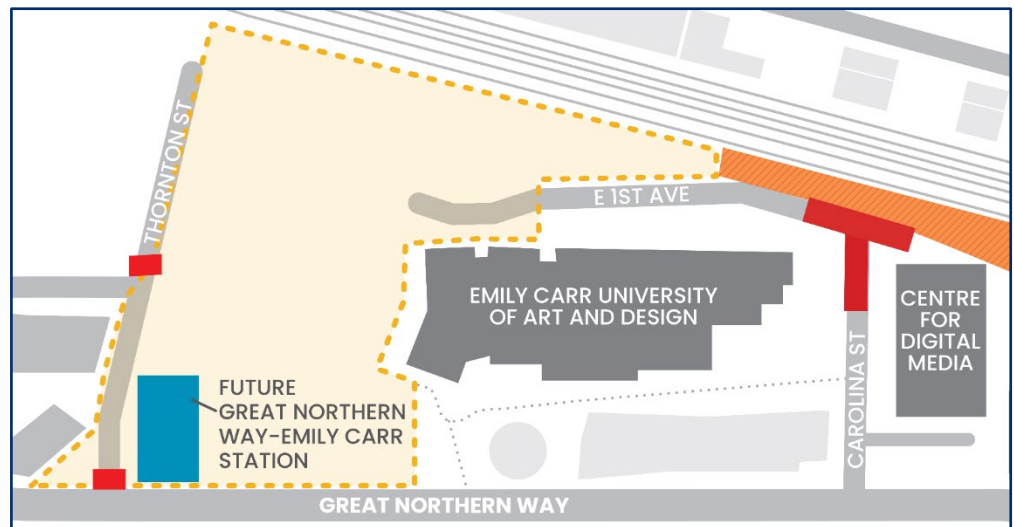 THORNTON ST
E 1ST AVE
EMILY CARR UNIVERSITY
OF ART AND DESIGN
CENTRE
FOR
DIGITAL
MEDIA
CAROLINA ST
FUTURE
GREAT NORTHERN
WAY-EMILY CARR
STATION
GREAT NORTHERN WAY